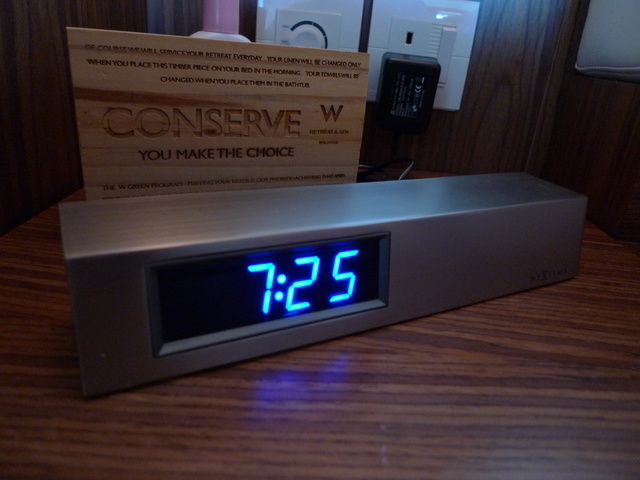 OF COURSE WE WILL SERVICE YOUR RETREAT EVERYDAY. YOUR LINEN WILL BE CHANGED ONLY
WHEN YOU PLACE THIS TIMBER PIECE ON YOUR BED IN THE MORNING. YOUR TOWELS WILL BE
CHANGED WHEN YOU PLACE THEM IN THE BATHTUB.
CONSERVE
W
RETREAT & SPA
YOU MAKE THE CHOICE
THE W GREEN PROGRAM
7:25